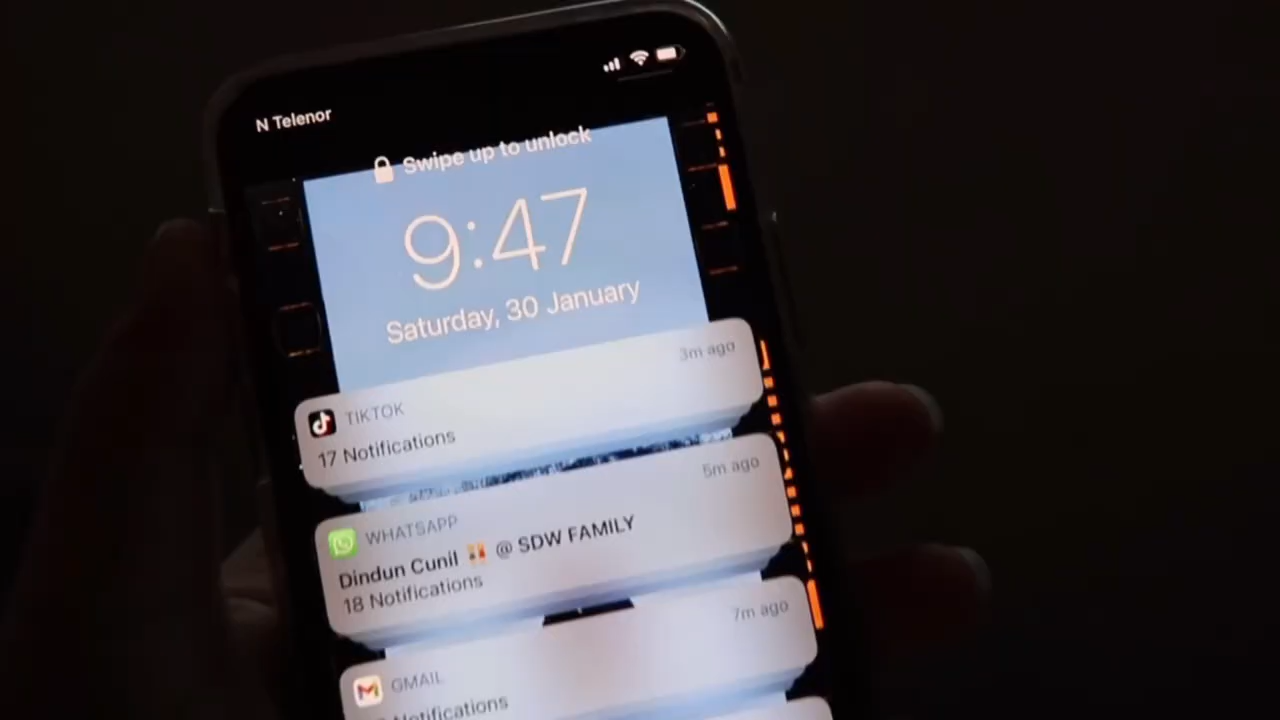 N Telenor
Swipe up to unlock
9:47
Saturday, 30 January
TIKTOK
3m ago
17 Notifications
WHATSAPP
5m ago
Dindun Cunil 👫 @ SDW FAMILY
18 Notifications
GMAIL
7m ago
Notifications